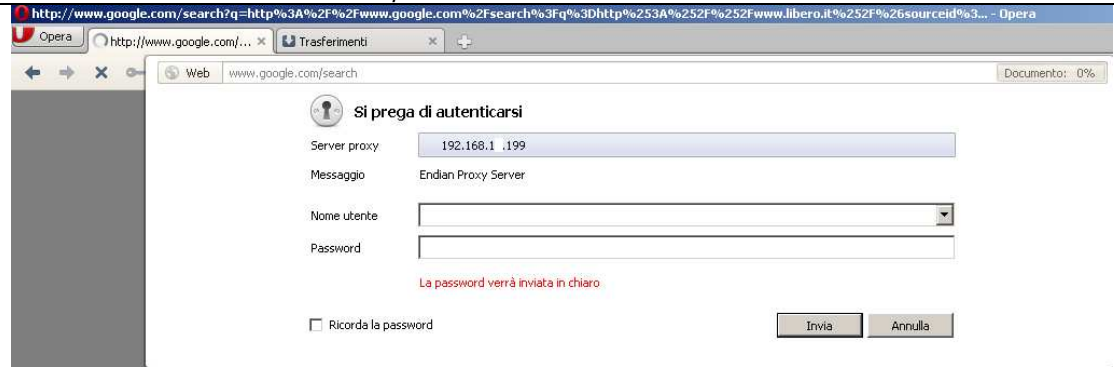 http://www.google.com/search?q=http%3A%2F%2Fwww.google.com%2Fsearch%3Fq%3Dhttp%253A%252F%252Fwww.libero.it%252F%26sourceid%3... - Opera
Opera http://www.google.com/... Trasferimenti
Web www.google.com/search Documento: 0%
Si prega di autenticarsi
Server proxy 192.168.1 .199
Messaggio Endian Proxy Server
Nome utente
Password
La password verrà inviata in chiaro
Ricorda la password Invia Annulla